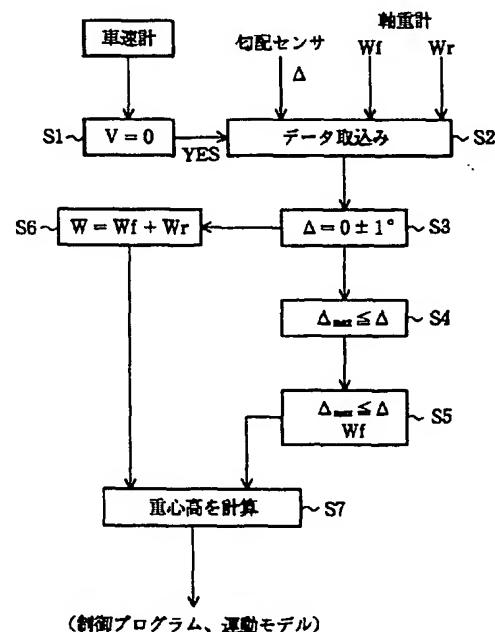 車速計
勾配センサ
Δ
軸重計
Wf Wr
S1 V = 0
YES
データ取込み S2
S6 W = Wf + Wr
Δ = 0 ± 1° S3
Δmax ≦ Δ S4
Δmax ≦ Δ
Wf
S5
重心高を計算 S7
(制御プログラム、運動モデル)